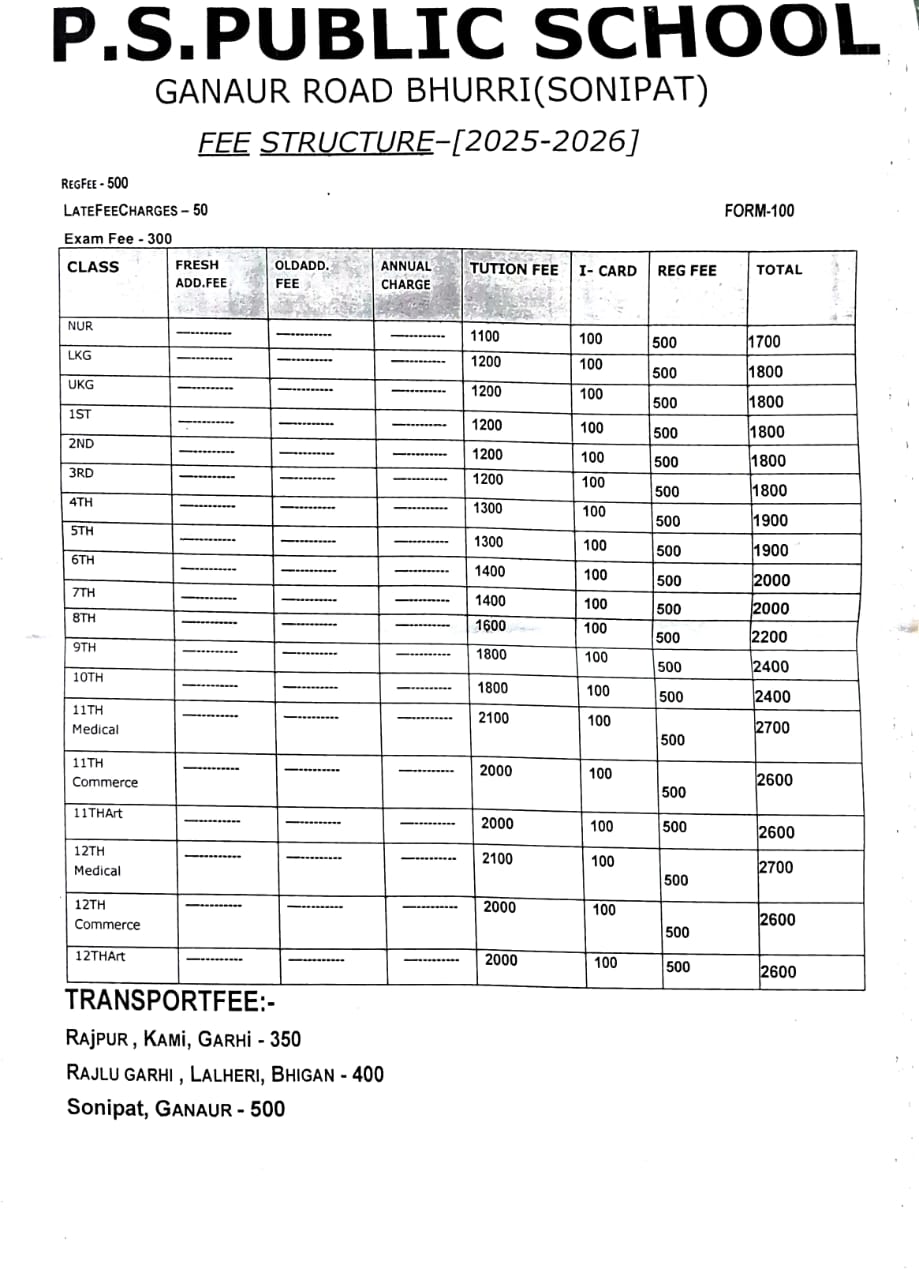 P.S.PUBLIC SCHOOL
GANAUR ROAD BHURRI(SONIPAT)
FEE STRUCTURE–[2025-2026]
REGFEE - 500
LATEFEECHARGES – 50 FORM-100
Exam Fee - 300
CLASS FRESH ADD.FEE OLDADD. FEE ANNUAL CHARGE TUTION FEE I- CARD REG FEE TOTAL
NUR ----------- ----------- ----------- 1100 100 500 1700
LKG ----------- ----------- ----------- 1200 100 500 1800
UKG ----------- ----------- ----------- 1200 100 500 1800
1ST ----------- ----------- ----------- 1200 100 500 1800
2ND ----------- ----------- ----------- 1200 100 500 1800
3RD ----------- ----------- ----------- 1200 100 500 1800
4TH ----------- ----------- ----------- 1300 100 500 1900
5TH ----------- ----------- ----------- 1300 100 500 1900
6TH ----------- ----------- ----------- 1400 100 500 2000
7TH ----------- ----------- ----------- 1400 100 500 2000
8TH ----------- ----------- ----------- 1600 100 500 2200
9TH ----------- ----------- ----------- 1800 100 500 2400
10TH ----------- ----------- ----------- 1800 100 500 2400
11TH Medical ----------- ----------- ----------- 2100 100 500 2700
11TH Commerce ----------- ----------- ----------- 2000 100 500 2600
11THArt ----------- ----------- ----------- 2000 100 500 2600
12TH Medical ----------- ----------- ----------- 2100 100 500 2700
12TH Commerce ----------- ----------- ----------- 2000 100 500 2600
12THArt ----------- ----------- ----------- 2000 100 500 2600
TRANSPORTFEE:-
RAjPUR , KAMi, GARHi - 350
RAJLU GARHI , LALHERI, BHIGAN - 400
Sonipat, GANAUR - 500